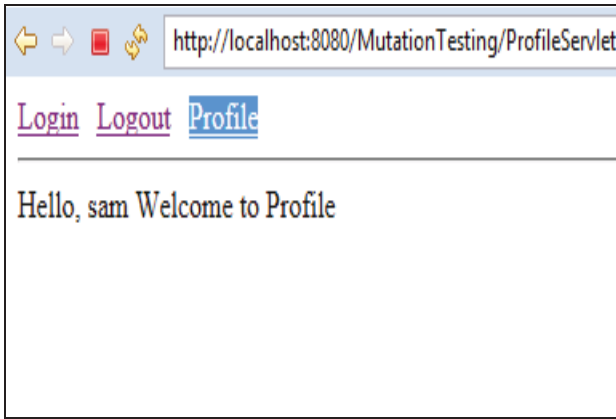 http://localhost:8080/MutationTesting/ProfileServlet
Login Logout Profile
Hello, sam Welcome to Profile